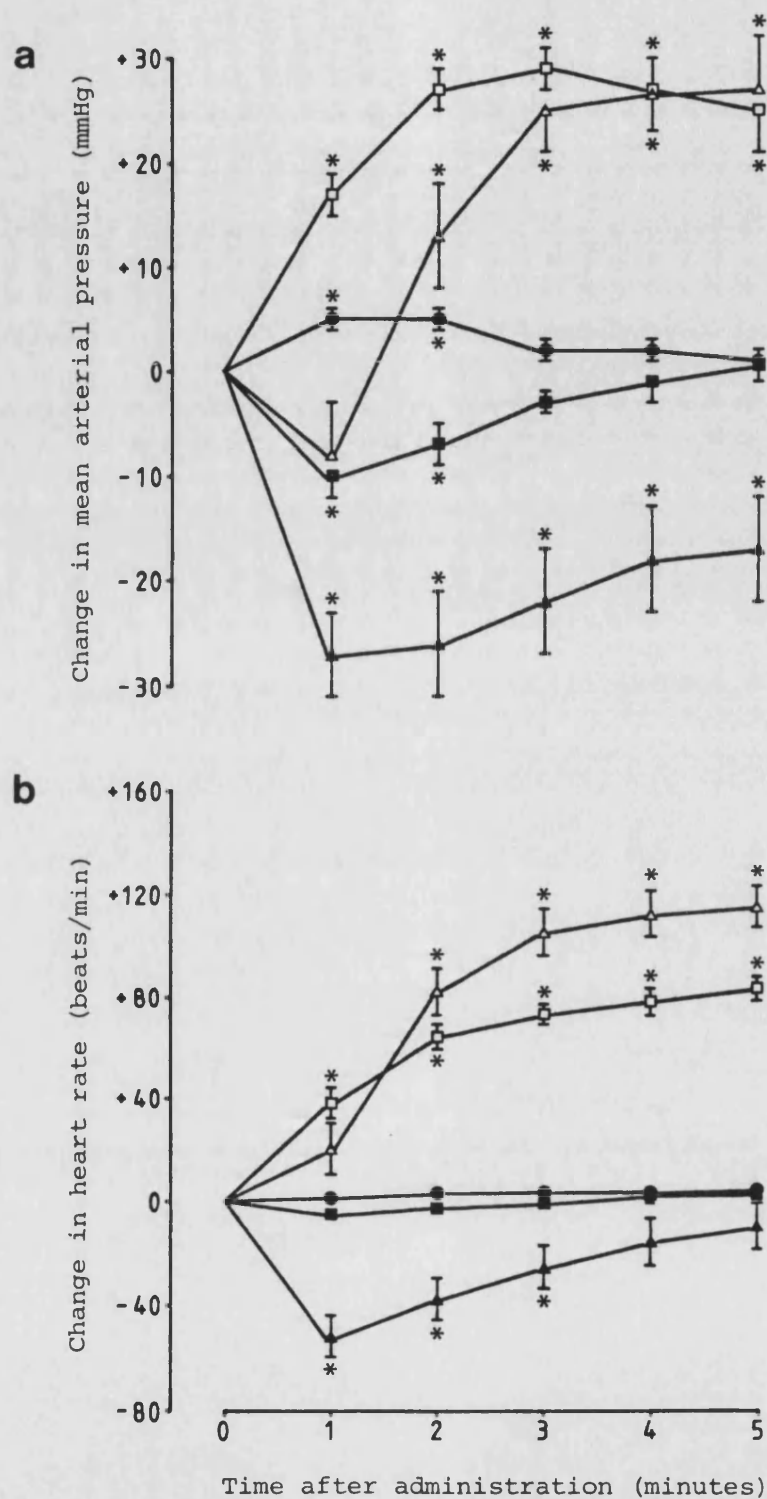 a
Change in mean arterial pressure (mmHg)
+30
+20
+10
0
-10
-20
-30
* * * * *
* * * *
* *
* *
* * * * *
b
Change in heart rate (beats/min)
+160
+120
+80
+40
0
-40
-80
* * * *
* * * * *
* * *
0 1 2 3 4 5
Time after administration (minutes)